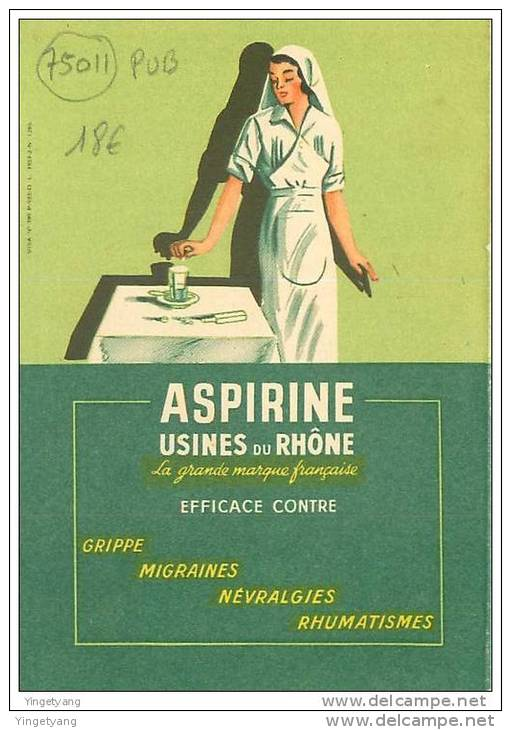 75011 PUB
18€
ASPIRINE
USINES DU RHÔNE
La grande marque française
EFFICACE CONTRE
GRIPPE
MIGRAINES
NÉVRALGIES
RHUMATISMES
Yingetyang www.delcampe.net
Yingetyang www.delcampe.net